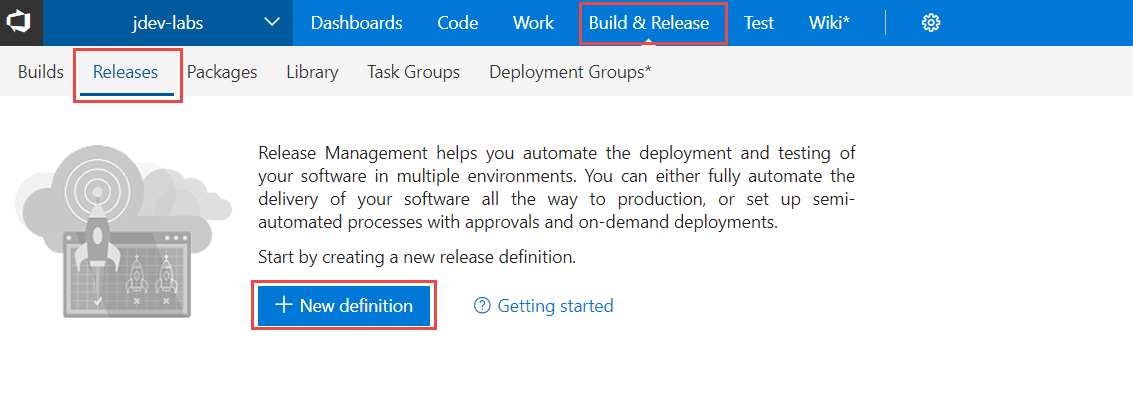 jdev-labs Dashboards Code Work Build & Release Test Wiki*
Builds Releases Packages Library Task Groups Deployment Groups*
Release Management helps you automate the deployment and testing of
your software in multiple environments. You can either fully automate the
delivery of your software all the way to production, or set up semi-
automated processes with approvals and on-demand deployments.
Start by creating a new release definition.
+ New definition ? Getting started